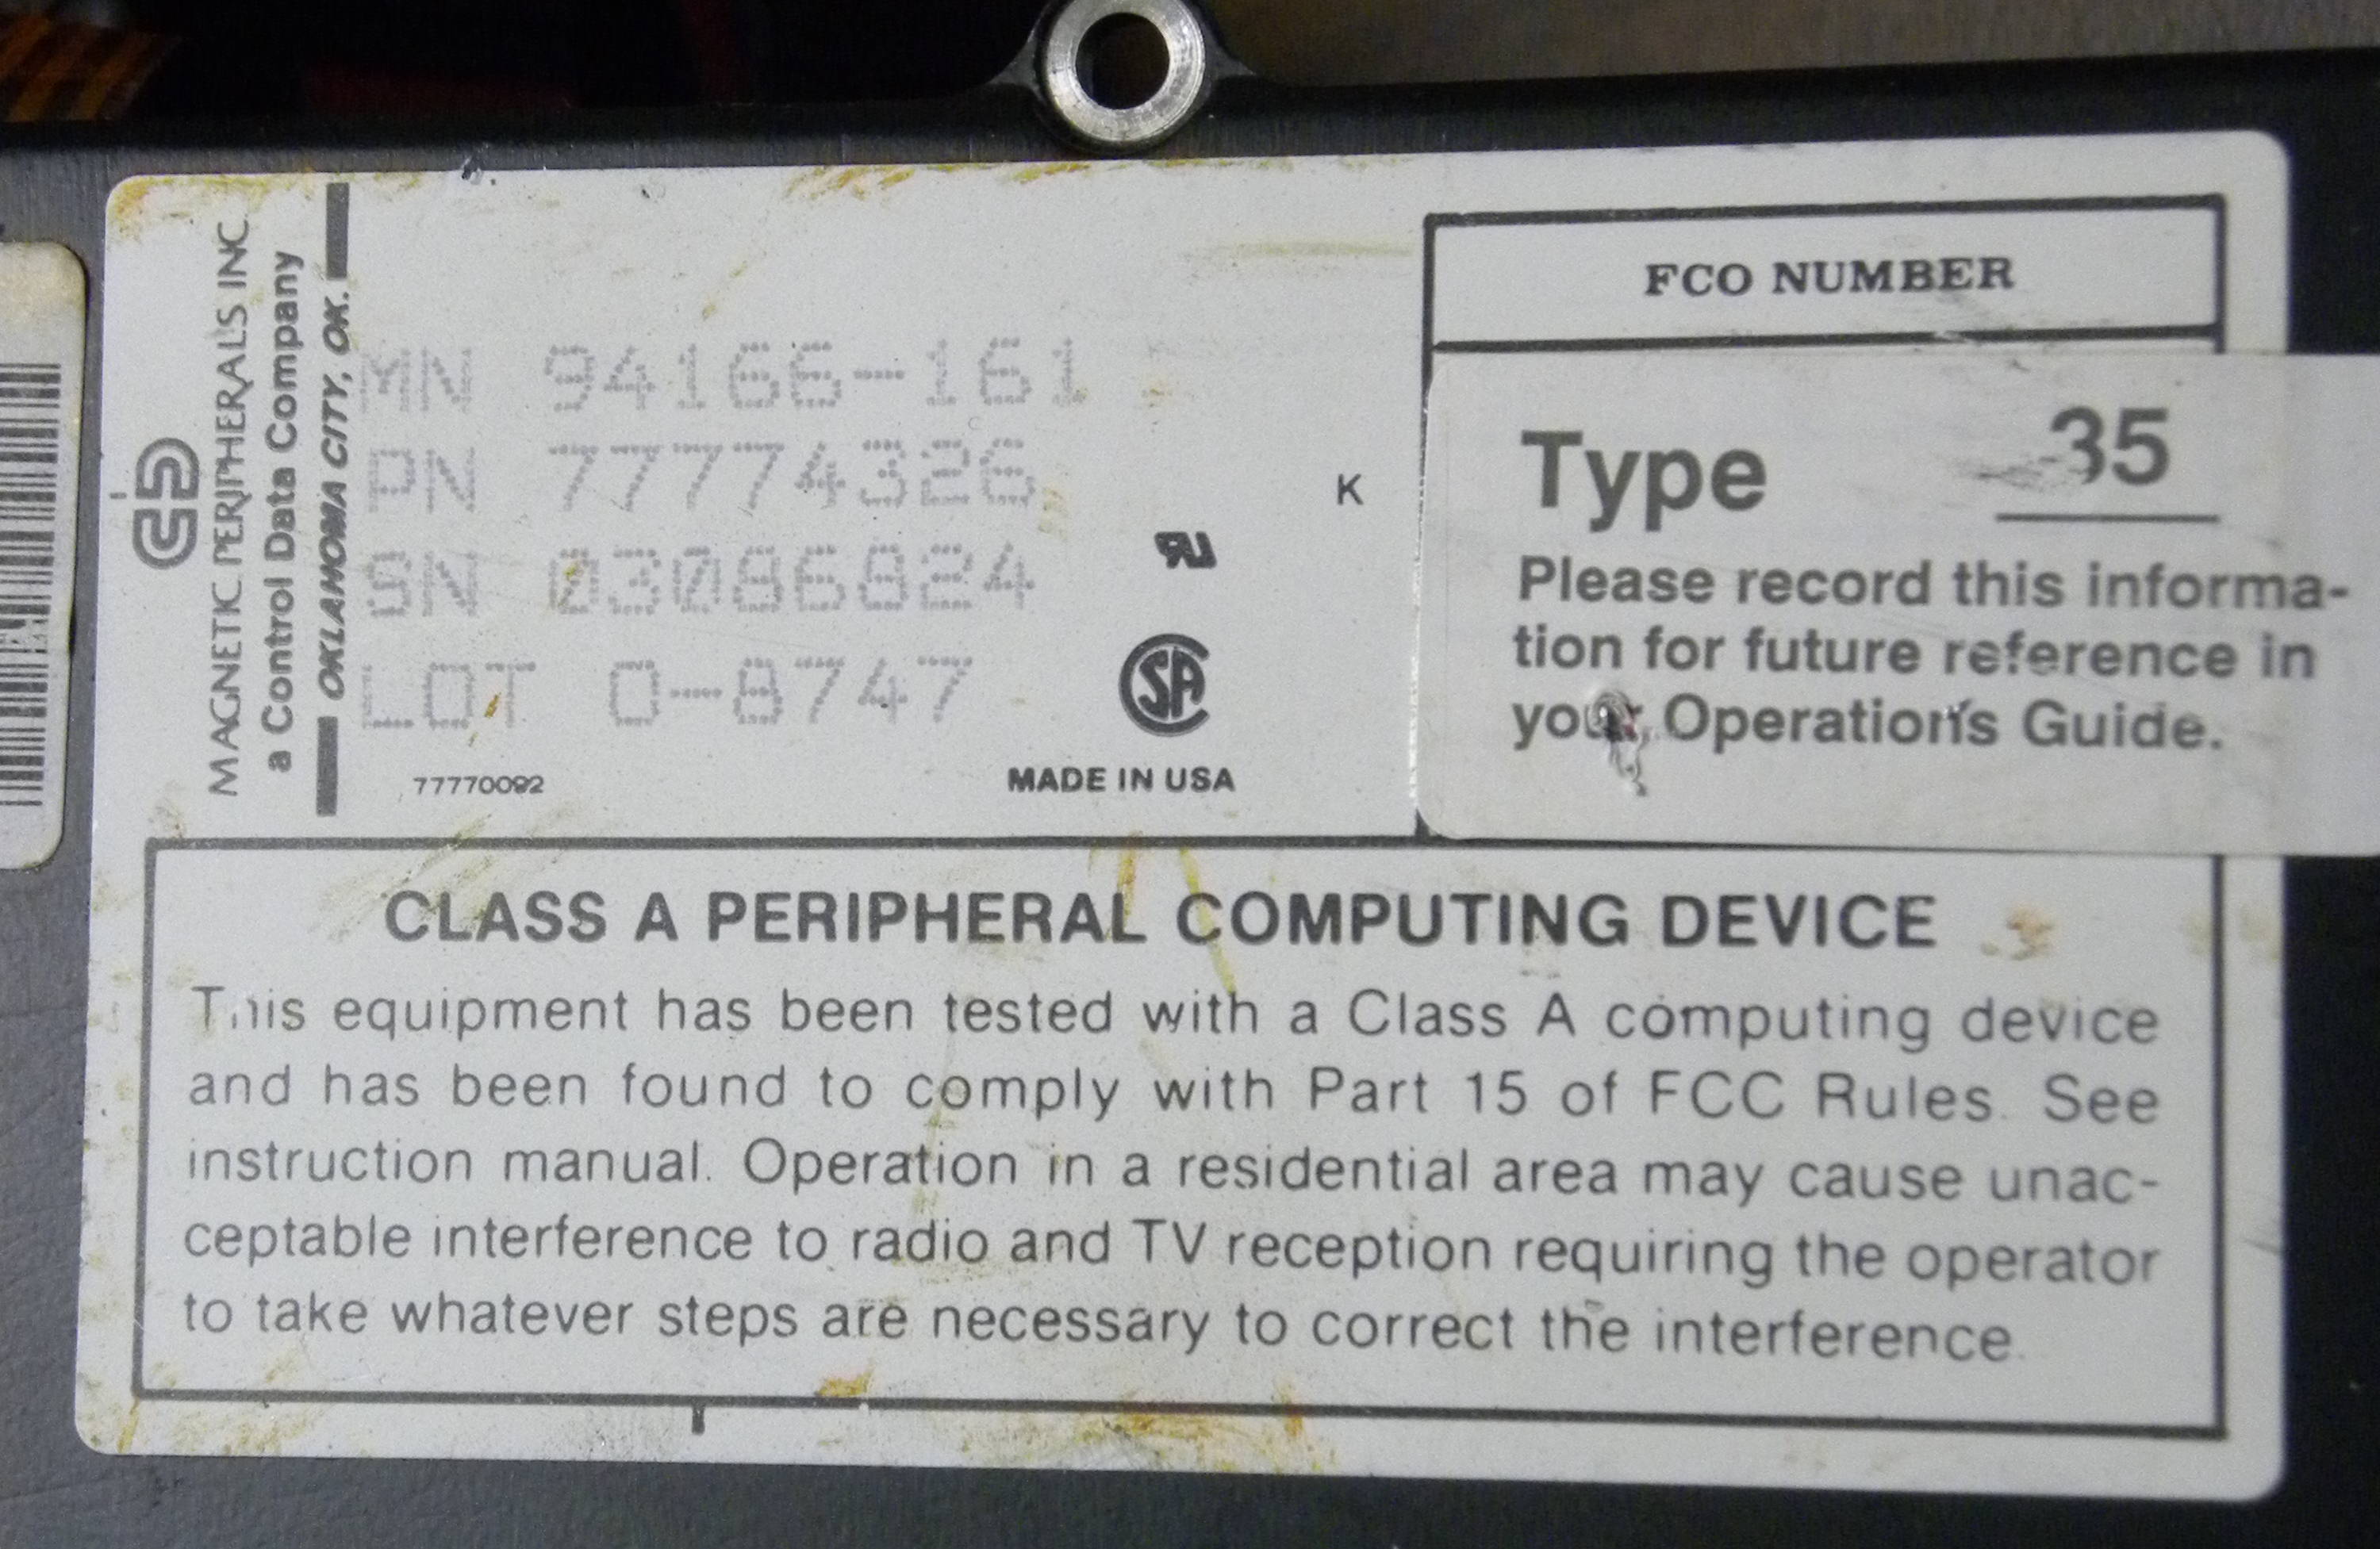 MAGNETIC PERIPHERALS INC.
a Control Data Company
OKLAHOMA CITY, OK.
MN 94166-161
PN 77774326
SN 03086824
LOT 0-8747
77770092
MADE IN USA
K
FCO NUMBER
Type 35
Please record this informa-
tion for future reference in
your Operation's Guide.
CLASS A PERIPHERAL COMPUTING DEVICE
This equipment has been tested with a Class A computing device
and has been found to comply with Part 15 of FCC Rules. See
instruction manual. Operation in a residential area may cause unac-
ceptable interference to radio and TV reception requiring the operator
to take whatever steps are necessary to correct the interference.